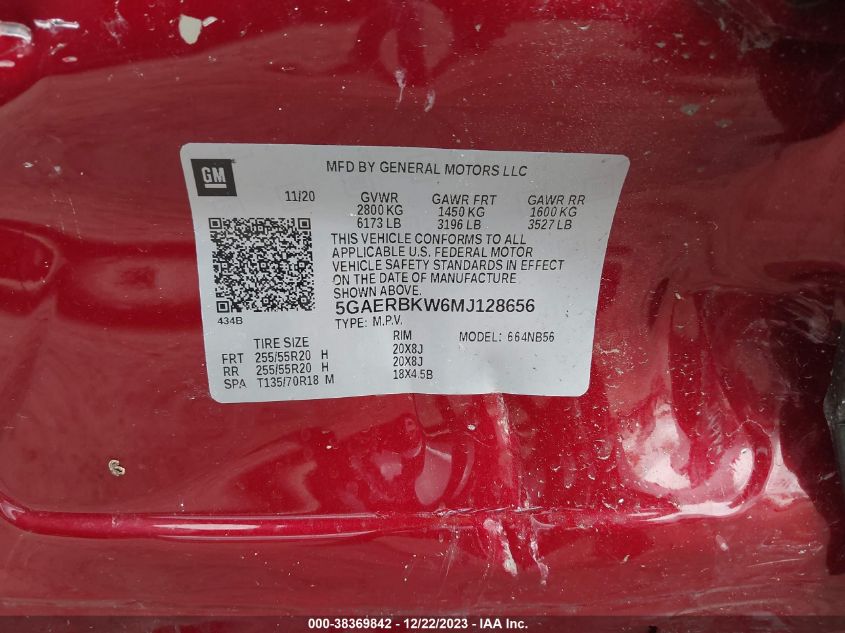 GM
MFD BY GENERAL MOTORS LLC
11/20 GVWR GAWR FRT GAWR RR
2800 KG 1450 KG 1600 KG
6173 LB 3196 LB 3527 LB
THIS VEHICLE CONFORMS TO ALL
APPLICABLE U.S. FEDERAL MOTOR
VEHICLE SAFETY STANDARDS IN EFFECT
ON THE DATE OF MANUFACTURE
SHOWN ABOVE.
434B 5GAERBKW6MJ128656
TYPE: M.P.V. MODEL: 664NB56
TIRE SIZE RIM
FRT 255/55R20 H 20X8J
RR 255/55R20 H 20X8J
SPA T135/70R18 M 18X4.5B
000-38369842 - 12/22/2023 - IAA Inc.